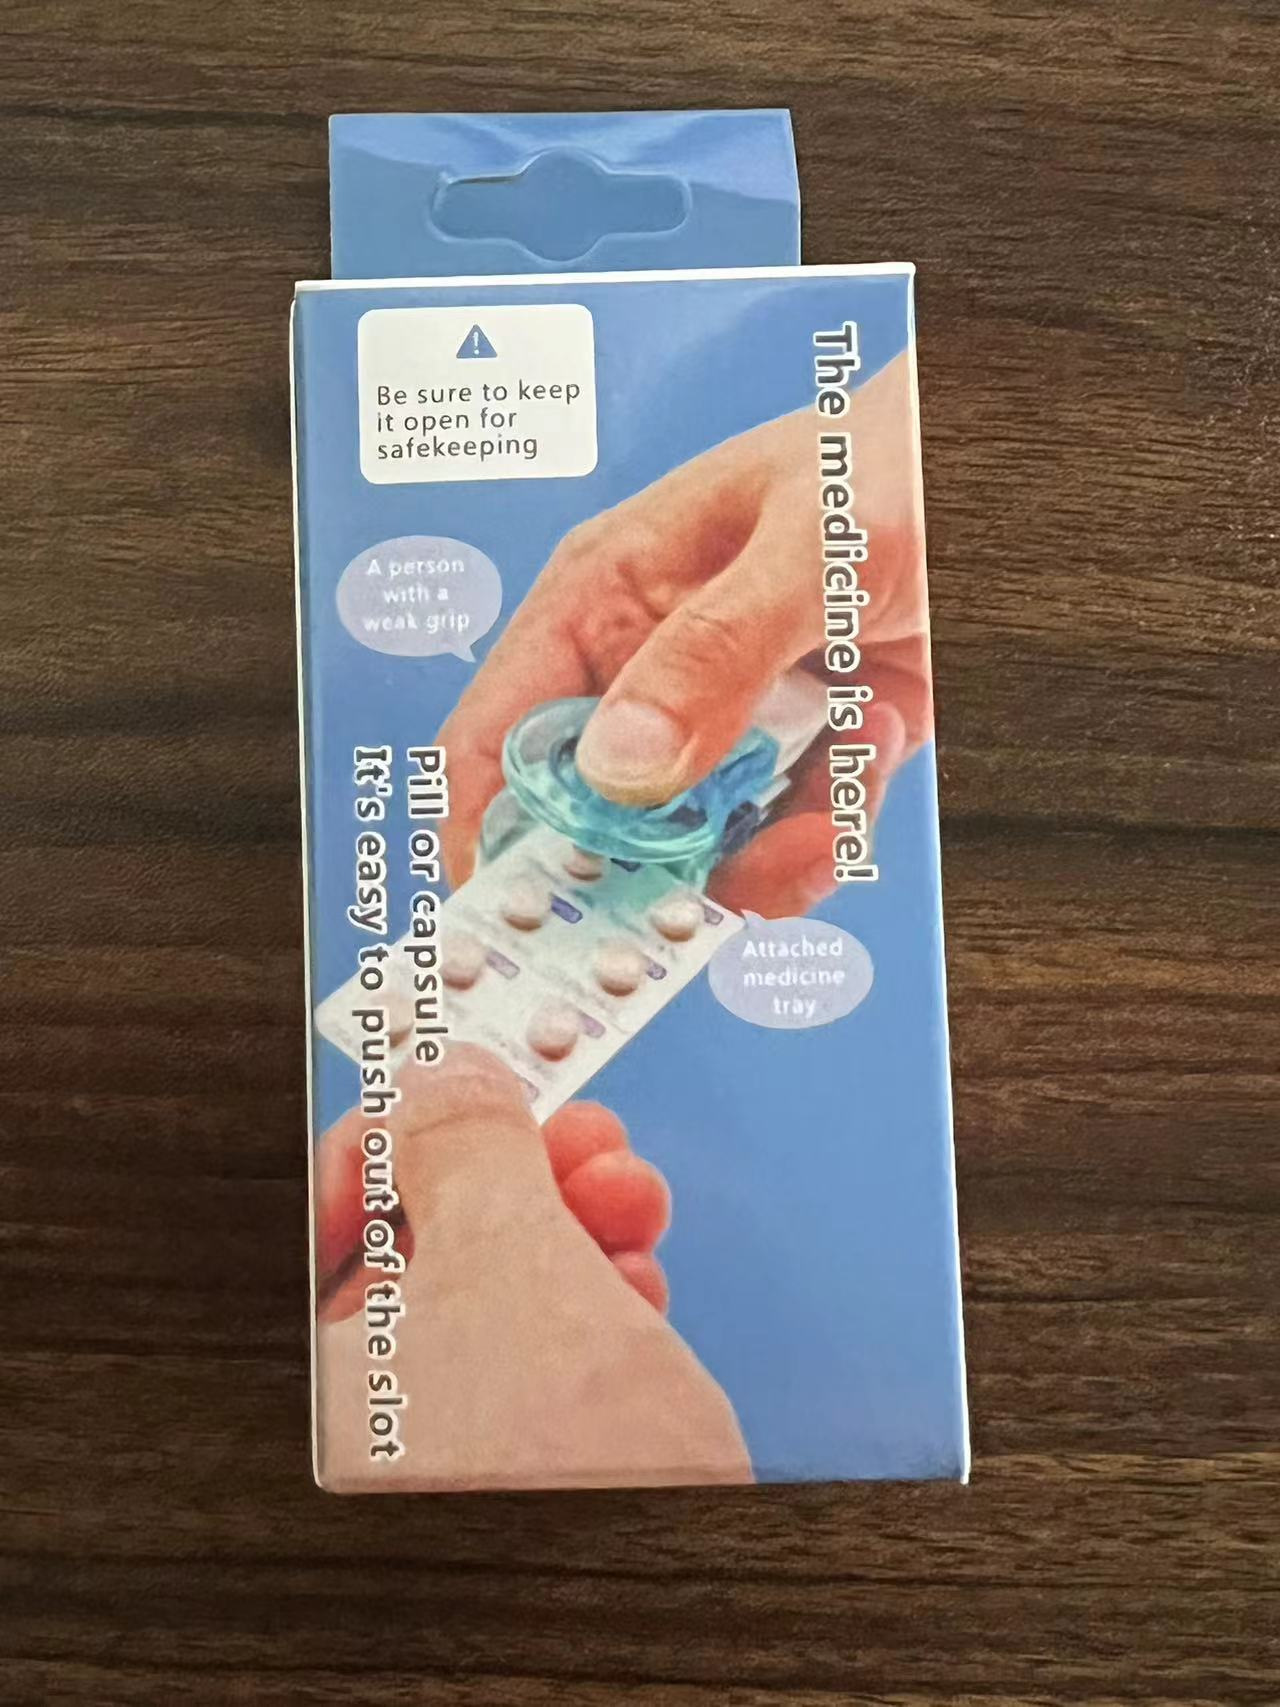 Be sure to keep
it open for
safekeeping
The medicine is here!
A person
with a
weak grip
Pill or capsule
It's easy to push out of the slot
Attached
medicine
tray